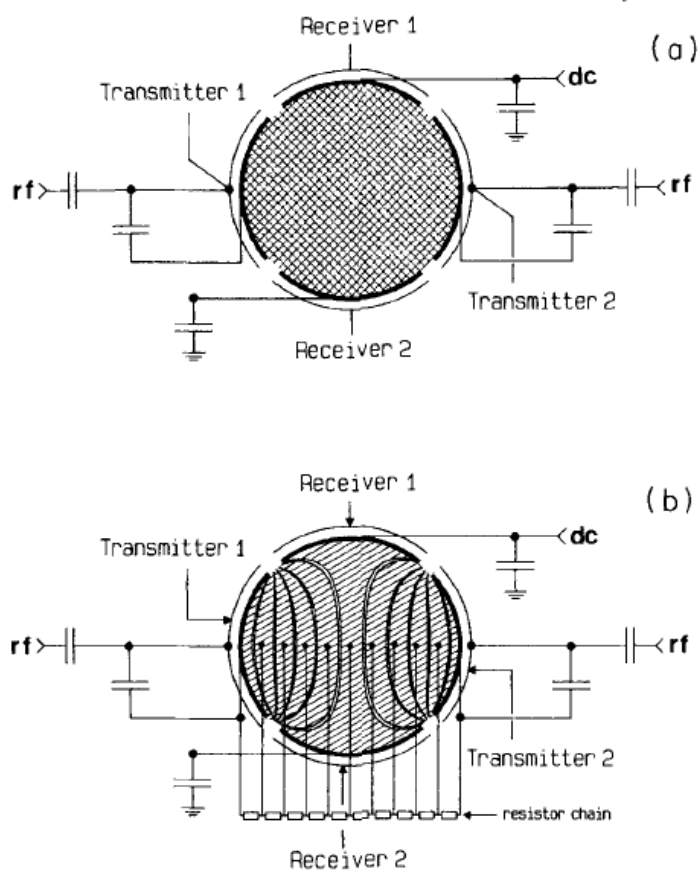 Receiver 1
(a)
dc
Transmitter 1
rf
rf
Transmitter 2
Receiver 2
Receiver 1
(b)
dc
Transmitter 1
rf
rf
Transmitter 2
resistor chain
Receiver 2